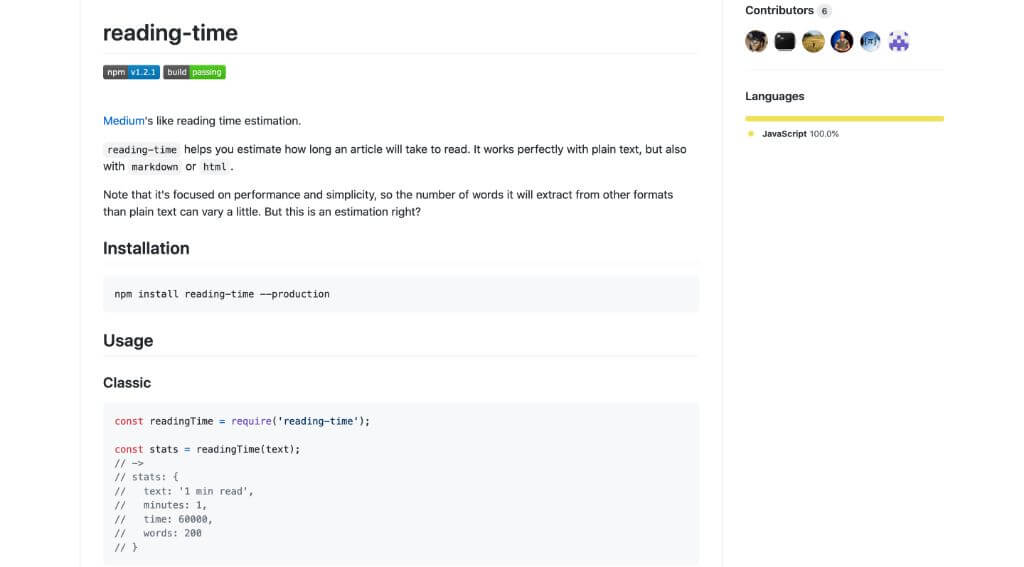 reading-time
npm v1.2.1 build passing
Medium's like reading time estimation.
reading-time helps you estimate how long an article will take to read. It works perfectly with plain text, but also
with markdown or html.
Note that it's focused on performance and simplicity, so the number of words it will extract from other formats
than plain text can vary a little. But this is an estimation right?
Installation
npm install reading-time --production
Usage
Classic
const readingTime = require('reading-time');
const stats = readingTime(text);
// ->
// stats: {
//   text: '1 min read',
//   minutes: 1,
//   time: 60000,
//   words: 200
// }
Contributors 6
Languages
JavaScript 100.0%